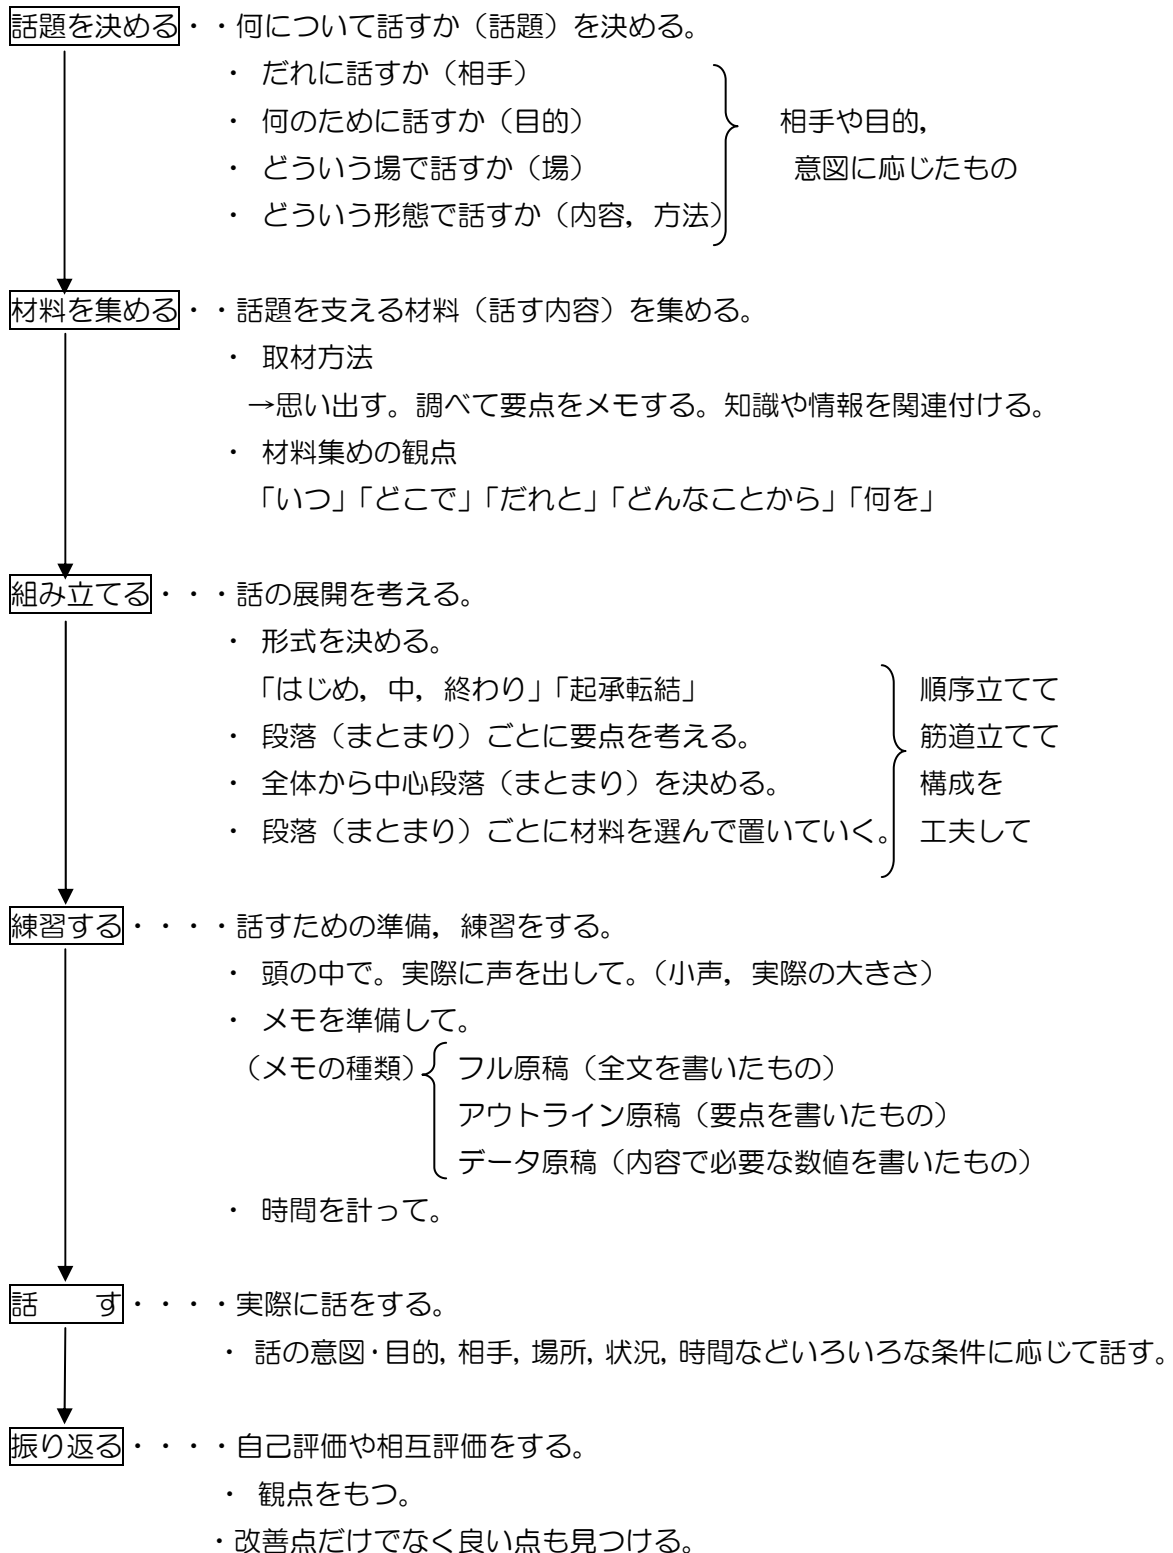 話題を決める・・何について話すか（話題）を決める。
・ だれに話すか（相手）
・ 何のために話すか（目的） 相手や目的，
・ どういう場で話すか（場） 意図に応じたもの
・ どういう形態で話すか（内容，方法）
材料を集める・・話題を支える材料（話す内容）を集める。
・ 取材方法
→思い出す。調べて要点をメモする。知識や情報を関連付ける。
・ 材料集めの観点
「いつ」「どこで」「だれと」「どんなことから」「何を」
組み立てる・・・話の展開を考える。
・ 形式を決める。
「はじめ，中，終わり」「起承転結」 順序立てて
・ 段落（まとまり）ごとに要点を考える。 筋道立てて
・ 全体から中心段落（まとまり）を決める。 構成を
・ 段落（まとまり）ごとに材料を選んで置いていく。 工夫して
練習する・・・・話すための準備，練習をする。
・ 頭の中で。実際に声を出して。（小声，実際の大きさ）
・ メモを準備して。
（メモの種類） フル原稿（全文を書いたもの）
アウトライン原稿（要点を書いたもの）
データ原稿（内容で必要な数値を書いたもの）
・ 時間を計って。
話　す・・・・実際に話をする。
・ 話の意図・目的，相手，場所，状況，時間などいろいろな条件に応じて話す。
振り返る・・・・自己評価や相互評価をする。
・ 観点をもつ。
・改善点だけでなく良い点も見つける。